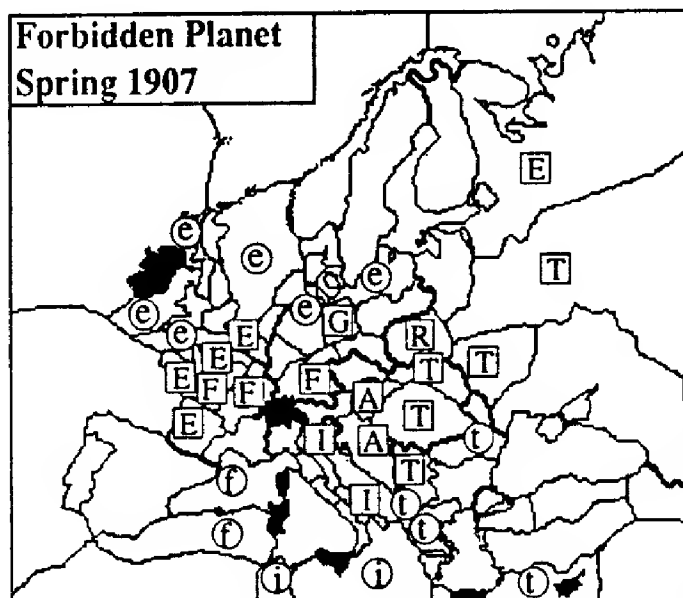 Forbidden Planet
Spring 1907
E
e
e
T
e
e
e
G
e E R
E T T
E F
F F A
E T
I A t
T
f
I t
t
f
i i t